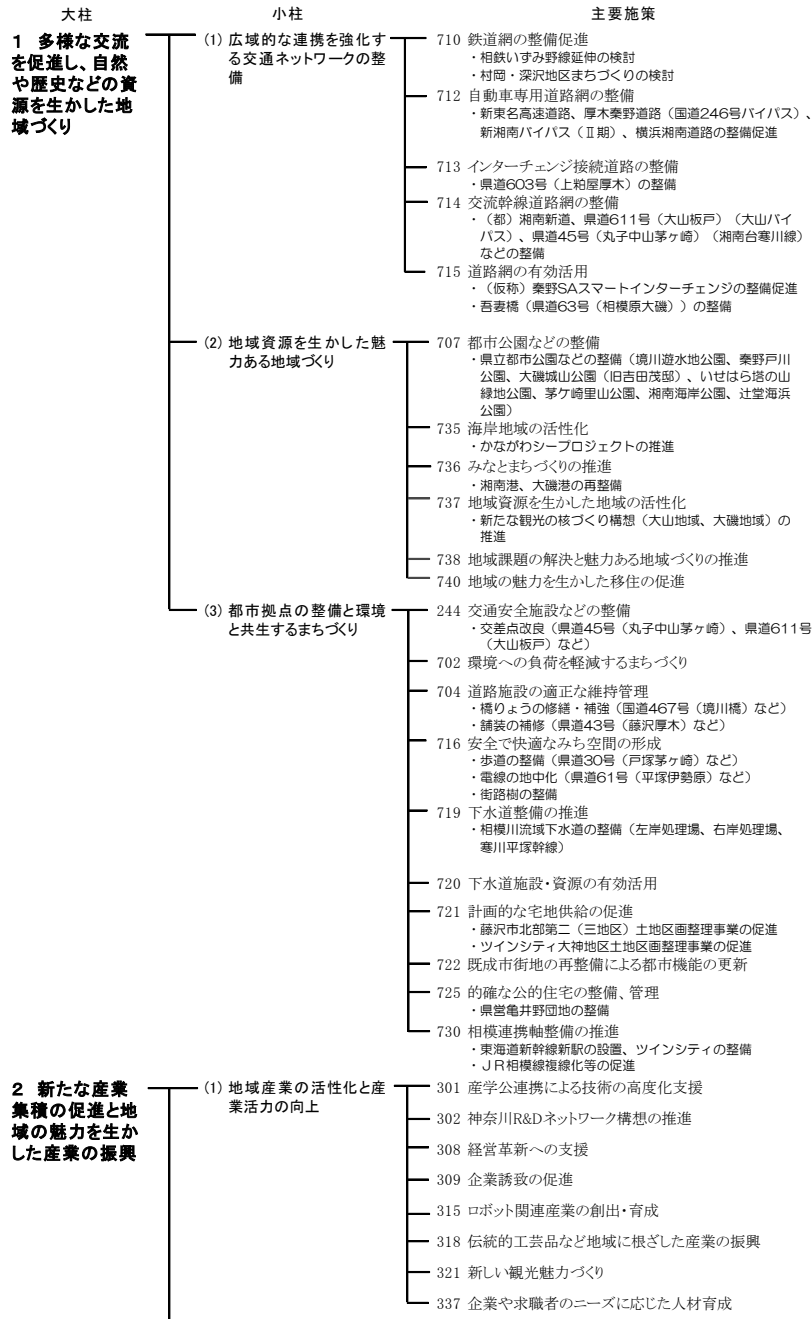 大柱　小柱　主要施策
1 多様な交流
を促進し、自然
や歴史などの資
源を生かした地
域づくり
(1) 広域的な連携を強化す
る交通ネットワークの整
備
710 鉄道網の整備促進
・相鉄いずみ野線延伸の検討
・村岡・深沢地区まちづくりの検討
712 自動車専用道路網の整備
・新東名高速道路、厚木秦野道路（国道246号バイパス）、
新湘南バイパス（Ⅱ期）、横浜湘南道路の整備促進
713 インターチェンジ接続道路の整備
・県道603号（上粕屋厚木）の整備
714 交流幹線道路網の整備
・（都）湘南新道、県道611号（大山板戸）（大山バイ
パス）、県道45号（丸子中山茅ヶ崎）（湘南台寒川線）
などの整備
715 道路網の有効活用
・（仮称）秦野SAスマートインターチェンジの整備促進
・吾妻橋（県道63号（相模原大磯））の整備
(2) 地域資源を生かした魅
力ある地域づくり
707 都市公園などの整備
・県立都市公園などの整備（境川遊水地公園、秦野戸川
公園、大磯城山公園（旧吉田茂邸）、いせはら塔の山
緑地公園、茅ケ崎里山公園、湘南海岸公園、辻堂海浜
公園）
735 海岸地域の活性化
・かながわシープロジェクトの推進
736 みなとまちづくりの推進
・湘南港、大磯港の再整備
737 地域資源を生かした地域の活性化
・新たな観光の核づくり構想（大山地域、大磯地域）の
推進
738 地域課題の解決と魅力ある地域づくりの推進
740 地域の魅力を生かした移住の促進
(3) 都市拠点の整備と環境
と共生するまちづくり
244 交通安全施設などの整備
・交差点改良（県道45号（丸子中山茅ヶ崎）、県道611号
（大山板戸）など）
702 環境への負荷を軽減するまちづくり
704 道路施設の適正な維持管理
・橋りょうの修繕・補強（国道467号（境川橋）など）
・舗装の補修（県道43号（藤沢厚木）など）
716 安全で快適なみち空間の形成
・歩道の整備（県道30号（戸塚茅ヶ崎）など）
・電線の地中化（県道61号（平塚伊勢原）など）
・街路樹の整備
719 下水道整備の推進
・相模川流域下水道の整備（左岸処理場、右岸処理場、
寒川平塚幹線）
720 下水道施設・資源の有効活用
721 計画的な宅地供給の促進
・藤沢市北部第二（三地区）土地区画整理事業の促進
・ツインシティ大神地区土地区画整理事業の促進
722 既成市街地の再整備による都市機能の更新
725 的確な公的住宅の整備、管理
・県営亀井野団地の整備
730 相模連携軸整備の推進
・東海道新幹線新駅の設置、ツインシティの整備
・ＪＲ相模線複線化等の促進
2 新たな産業
集積の促進と地
域の魅力を生か
した産業の振興
(1) 地域産業の活性化と産
業活力の向上
301 産学公連携による技術の高度化支援
302 神奈川R&Dネットワーク構想の推進
308 経営革新への支援
309 企業誘致の促進
315 ロボット関連産業の創出・育成
318 伝統的工芸品など地域に根ざした産業の振興
321 新しい観光魅力づくり
337 企業や求職者のニーズに応じた人材育成